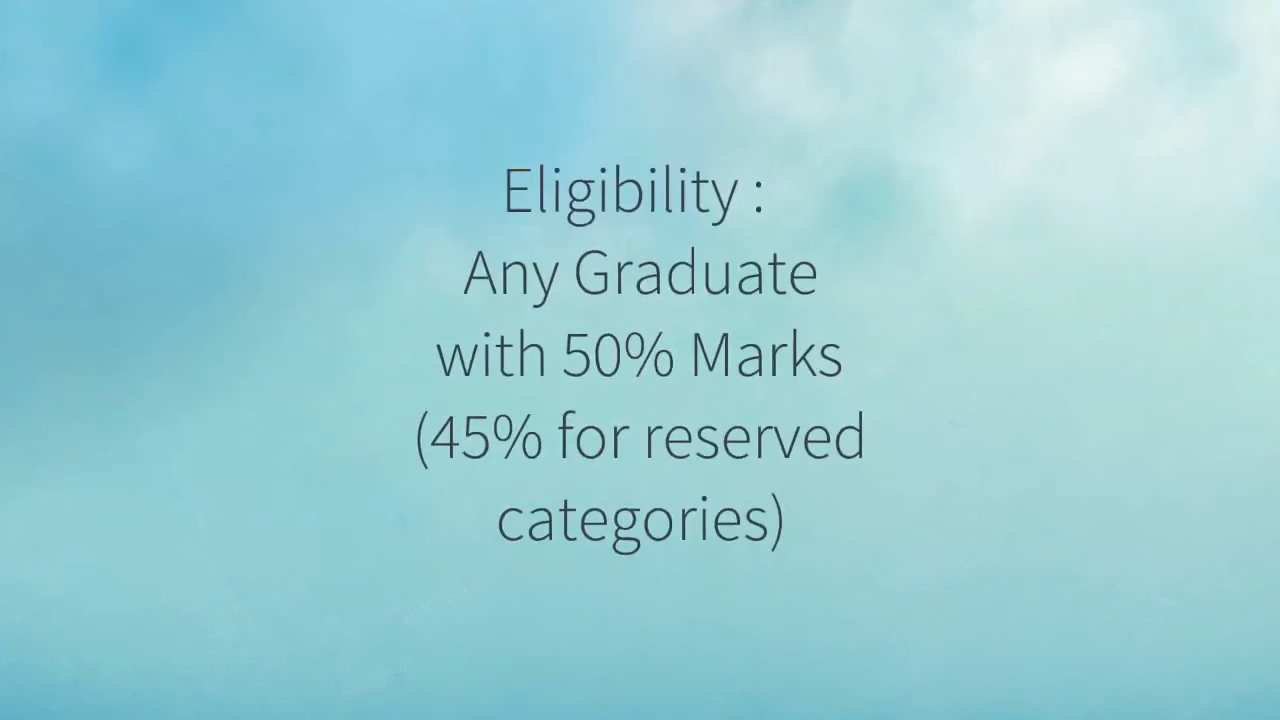 Eligibility :
Any Graduate
with 50% Marks
(45% for reserved
categories)